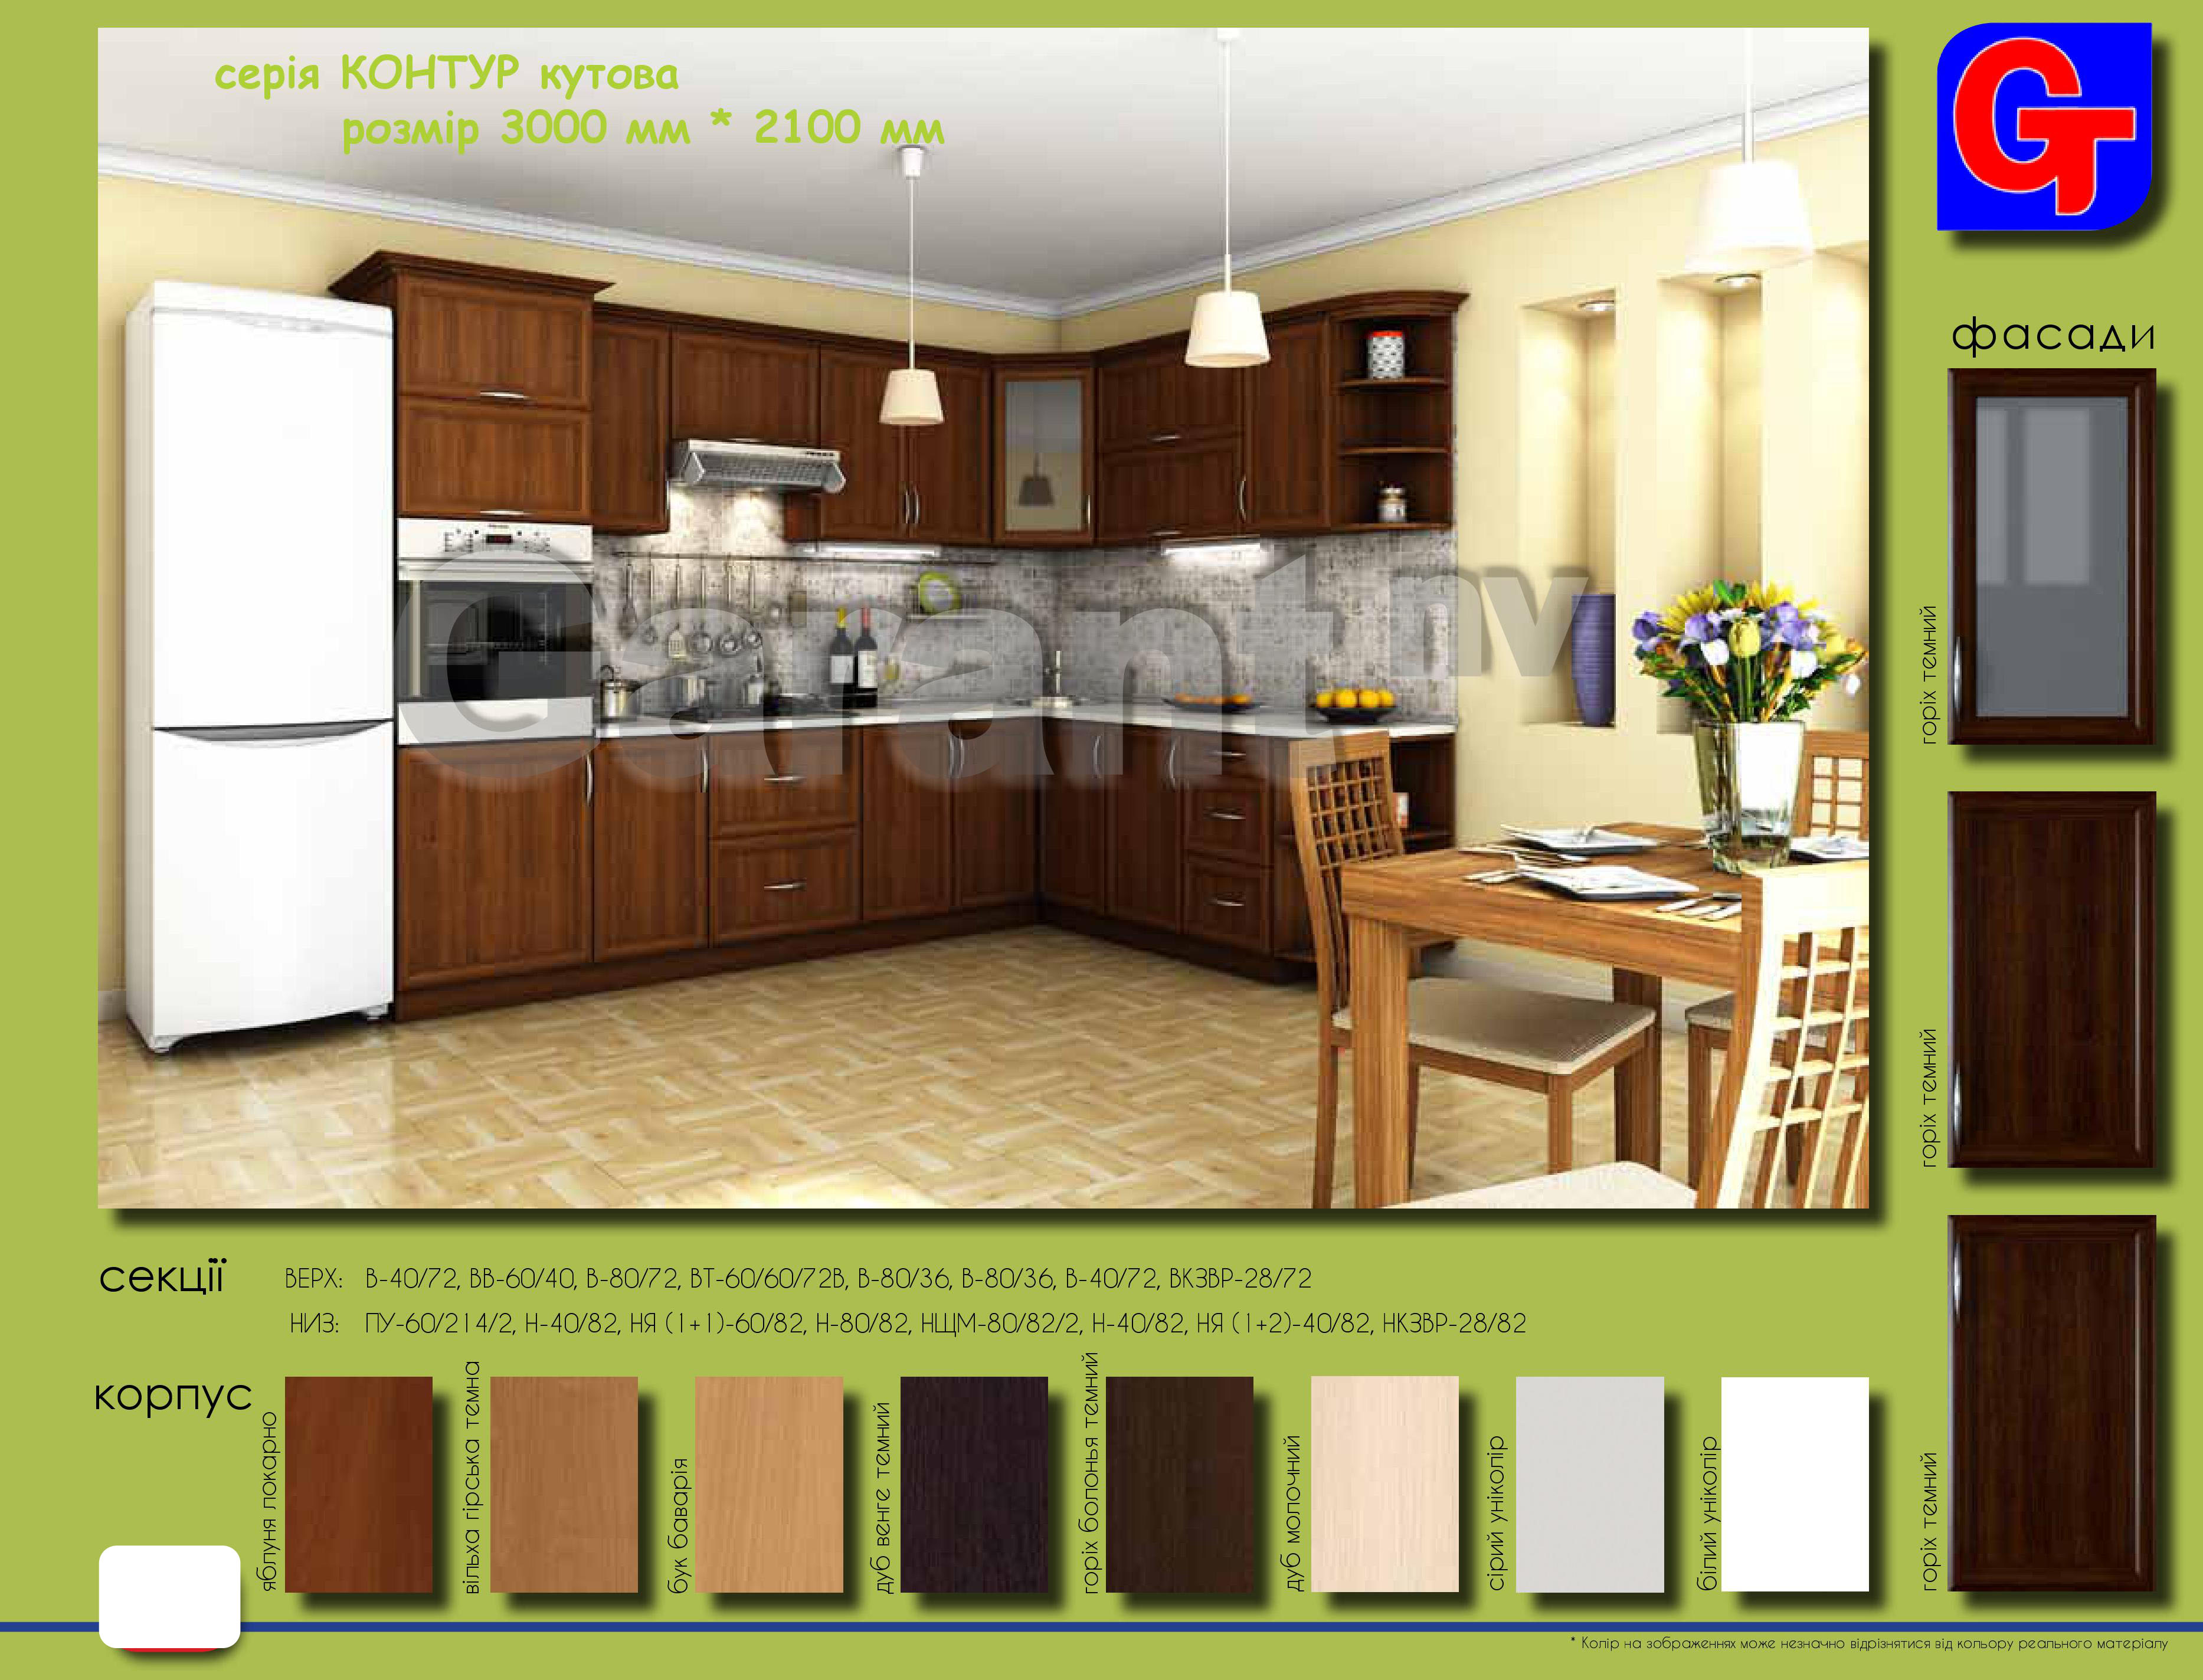 серія КОНТУР кутова
розмір 3000 мм * 2100 мм
GT
Garant nv
фасади
горіх темний
горіх темний
горіх темний
секції
ВЕРХ: В-40/72, ВВ-60/40, В-80/72, ВТ-60/60/72В, В-80/36, В-80/36, В-40/72, ВКЗВР-28/72
НИЗ: ПУ-60/214/2, Н-40/82, НЯ (1+1)-60/82, Н-80/82, НЩМ-80/82/2, Н-40/82, НЯ (1+2)-40/82, НКЗВР-28/82
корпус
яблуня локарно
вільха гірська темна
бук баварія
дуб венге темний
горіх болонья темний
дуб молочний
сірий уніколір
білий уніколір
* Колір на зображеннях може незначно відрізнятися від кольору реального матеріалу